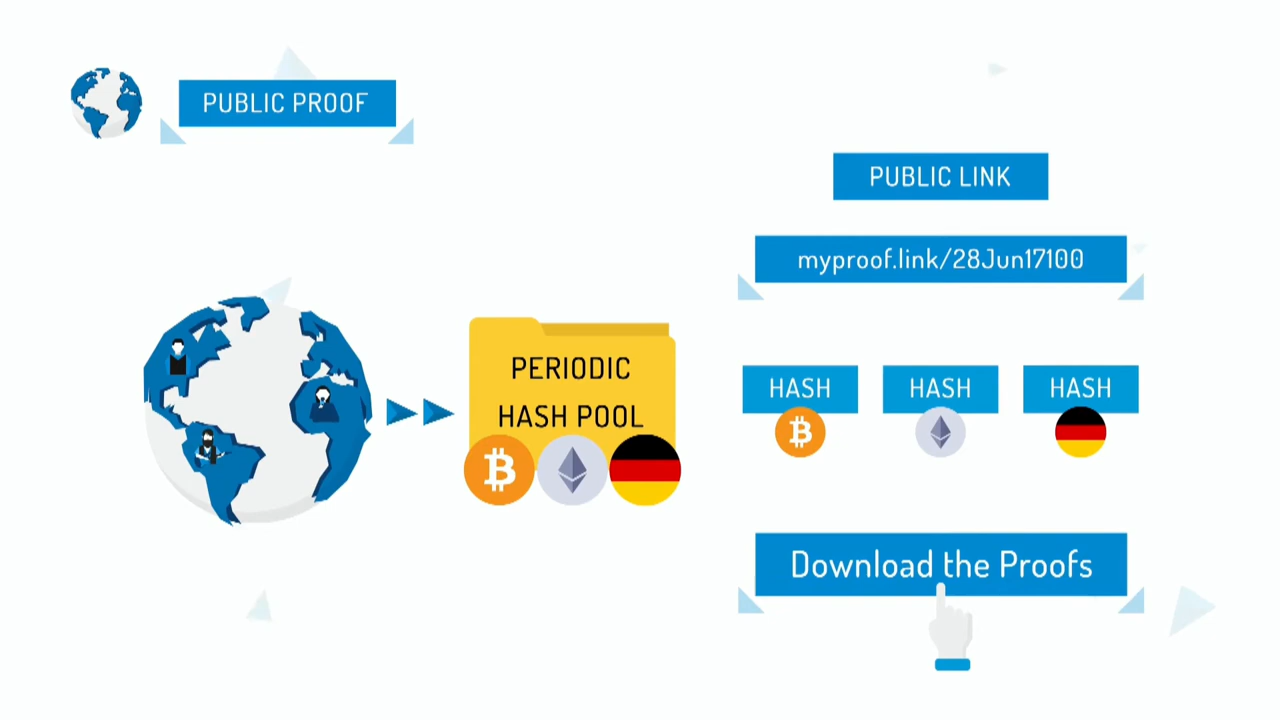 PUBLIC PROOF
PUBLIC LINK
myproof.link/28Jun17100
PERIODIC
HASH POOL
HASH
HASH
HASH
Download the Proofs